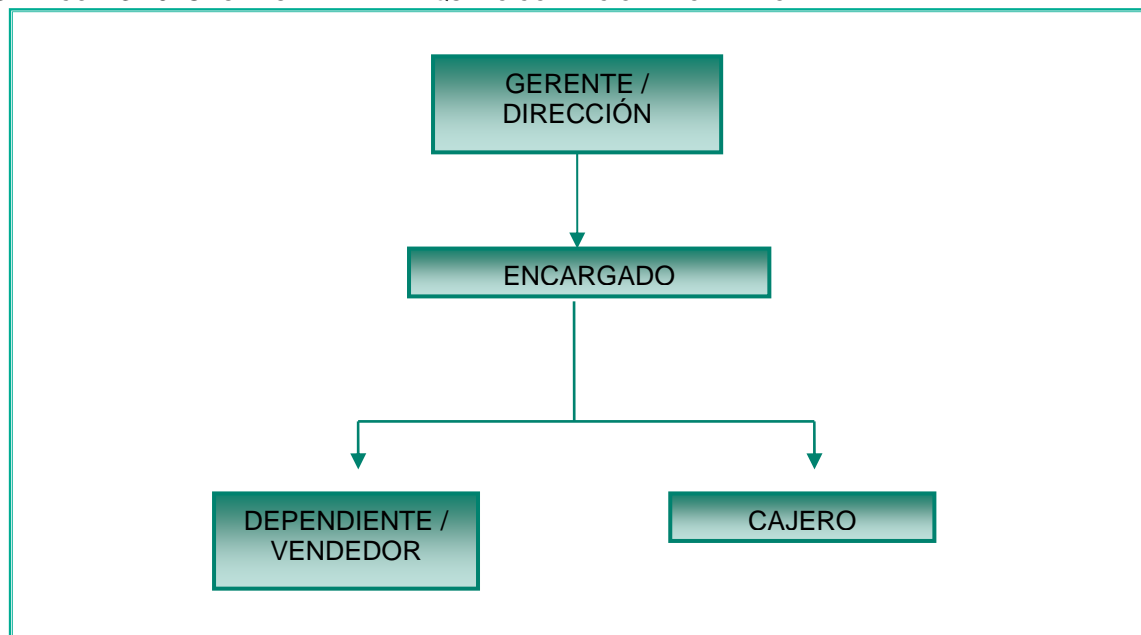 GERENTE /
DIRECCIÓN
ENCARGADO
DEPENDIENTE /
VENDEDOR
CAJERO